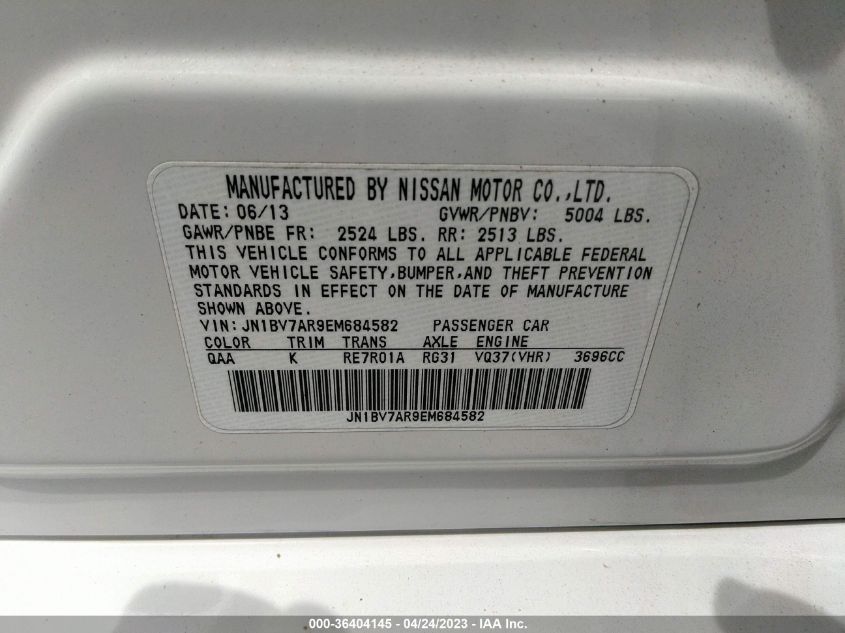 MANUFACTURED BY NISSAN MOTOR CO.,LTD.
DATE: 06/13 GVWR/PNBV: 5004 LBS.
GAWR/PNBE FR: 2524 LBS. RR: 2513 LBS.
THIS VEHICLE CONFORMS TO ALL APPLICABLE FEDERAL
MOTOR VEHICLE SAFETY,BUMPER,AND THEFT PREVENTION
STANDARDS IN EFFECT ON THE DATE OF MANUFACTURE
SHOWN ABOVE.
VIN:JN1BV7AR9EM684582 PASSENGER CAR
COLOR TRIM TRANS AXLE ENGINE
QAA K RE7R01A RG31 VQ37(VHR) 3696CC
JN1BV7AR9EM684582
000-36404145 - 04/24/2023 - © IAA Inc.